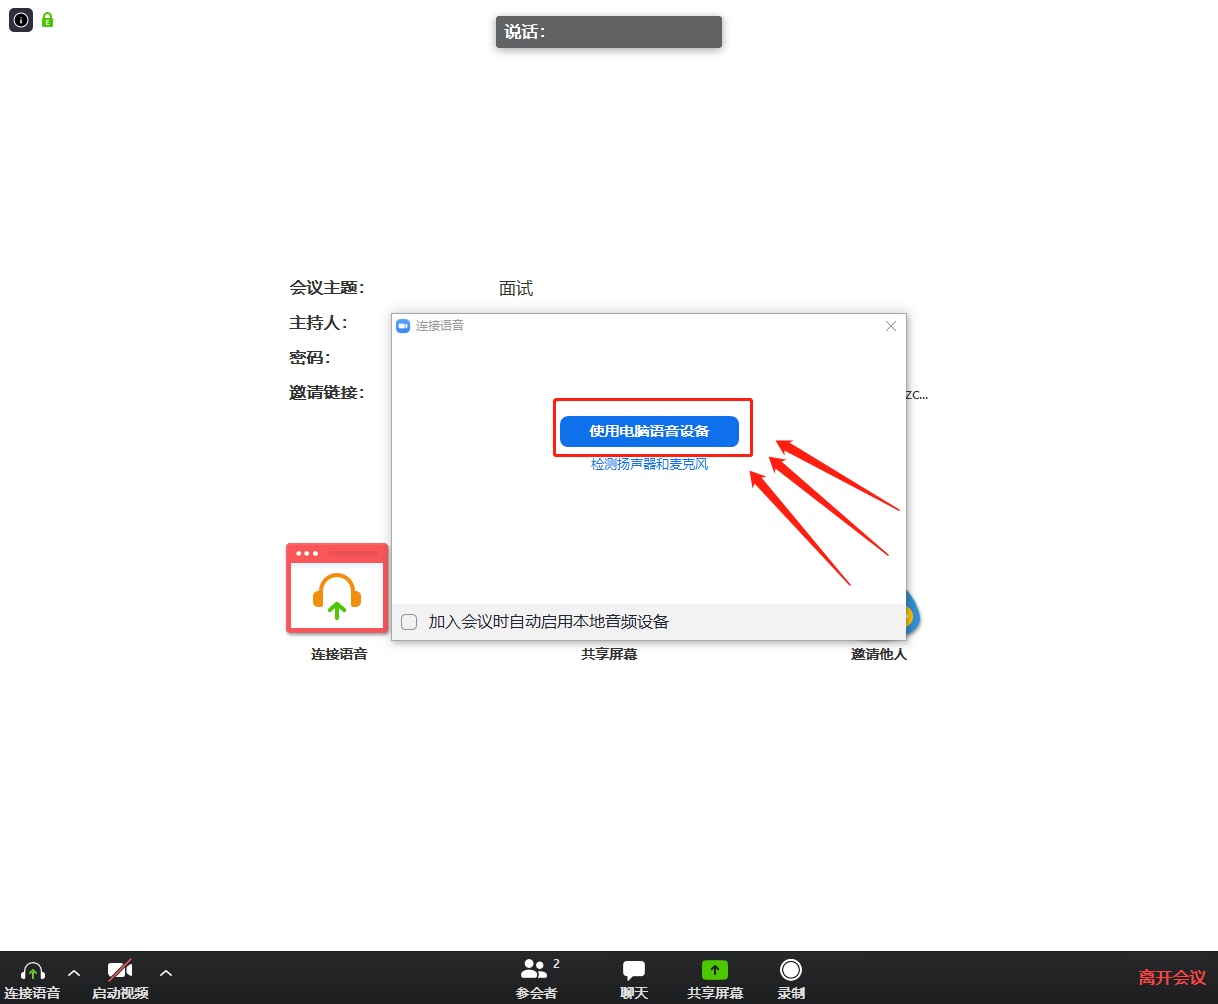 说话：
会议主题：
面试
主持人：
密码：
邀请链接：
zc...
连接语音
使用电脑语音设备
检测扬声器和麦克风
加入会议时自动启用本地音频设备
连接语音
共享屏幕
邀请他人
连接语音
启动视频
参会者
2
聊天
共享屏幕
录制
离开会议